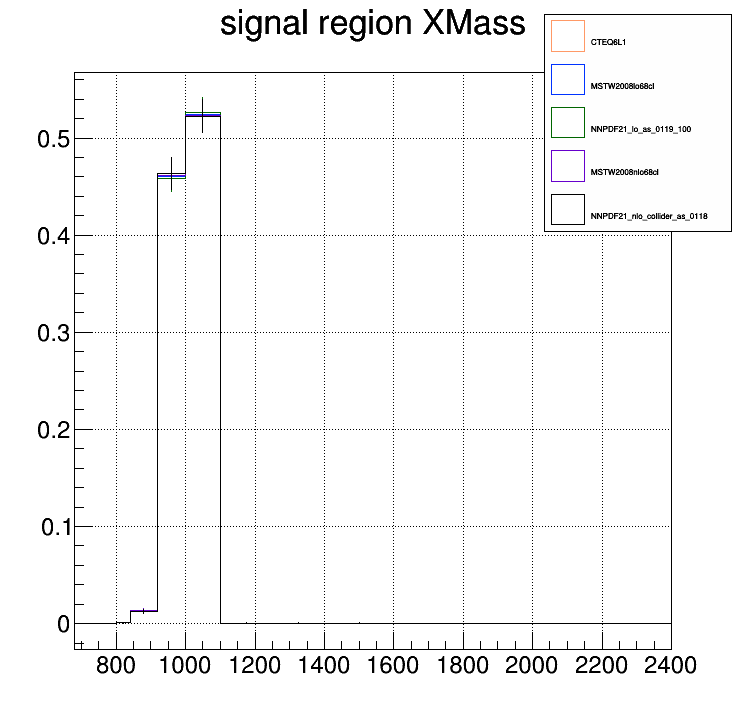 signal region XMass
CTEQ6L1
MSTW2008lo68cl
NNPDF21_lo_as_0119_100
MSTW2008nlo68cl
NNPDF21_nlo_collider_as_0118
0.5
0.4
0.3
0.2
0.1
0
800 1000 1200 1400 1600 1800 2000 2200 2400